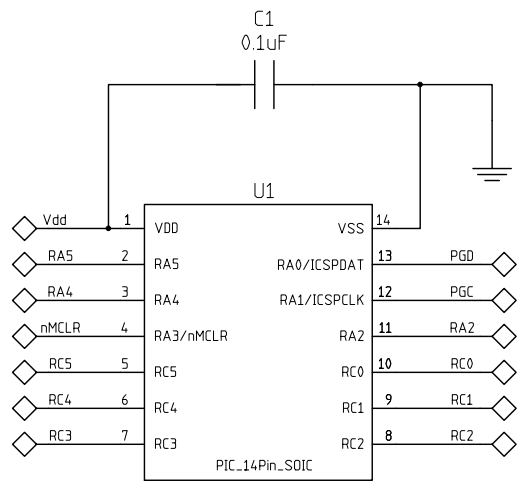 C1
0.1uF
U1
Vdd 1 VDD VSS 14
RA5 2 RA5 RA0/ICSPDAT 13 PGD
RA4 3 RA4 RA1/ICSPCLK 12 PGC
nMCLR 4 RA3/nMCLR RA2 11 RA2
RC5 5 RC5 RC0 10 RC0
RC4 6 RC4 RC1 9 RC1
RC3 7 RC3 RC2 8 RC2
PIC_14Pin_SOIC